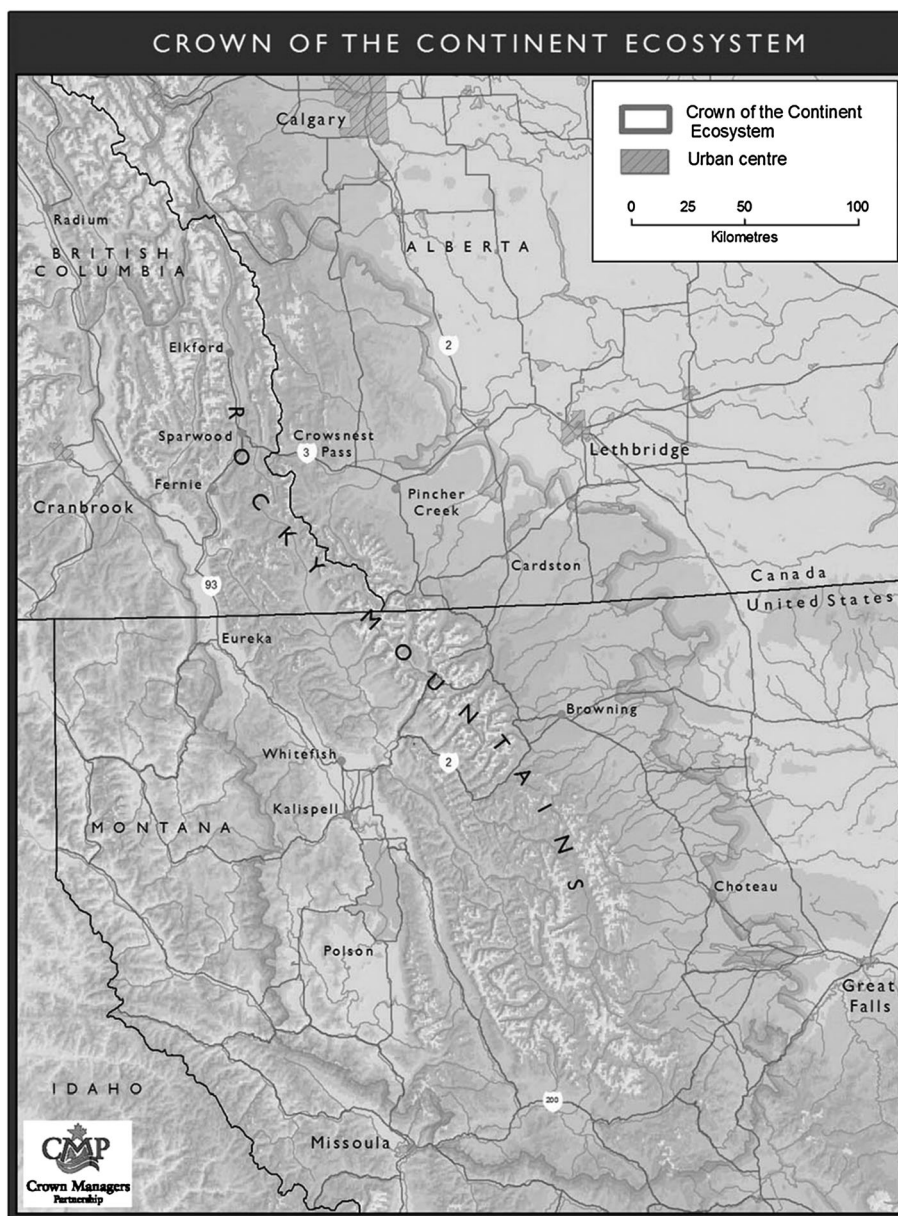 CROWN OF THE CONTINENT ECOSYSTEM
Calgary
Crown of the Continent
Ecosystem
Urban centre
0 25 50 100
Kilometres
Radium
BRITISH
COLUMBIA
ALBERTA
Elkford
2
ROCKY MOUNTAINS
Sparwood
Crowsnest
Pass
3
Lethbridge
Fernie
Cranbrook
Pincher
Creek
Cardston
93
Canada
United States
Eureka
Browning
Whitefish
2
Kalispell
MONTANA
Choteau
Polson
Great
Falls
IDAHO
200
Missoula
CMP
Crown Managers
Partnership